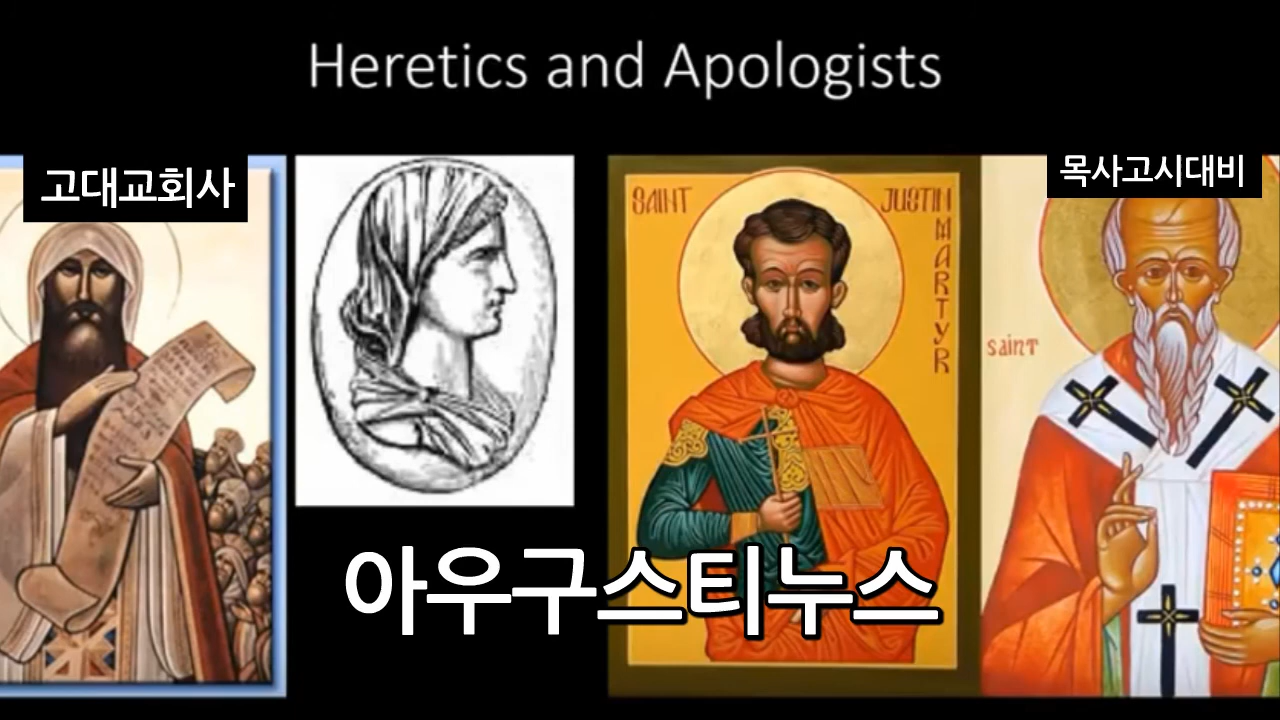 Heretics and Apologists
고대교회사
목사고시대비
SAINT
JUSTIN
MARTYR
saint
아우구스티누스